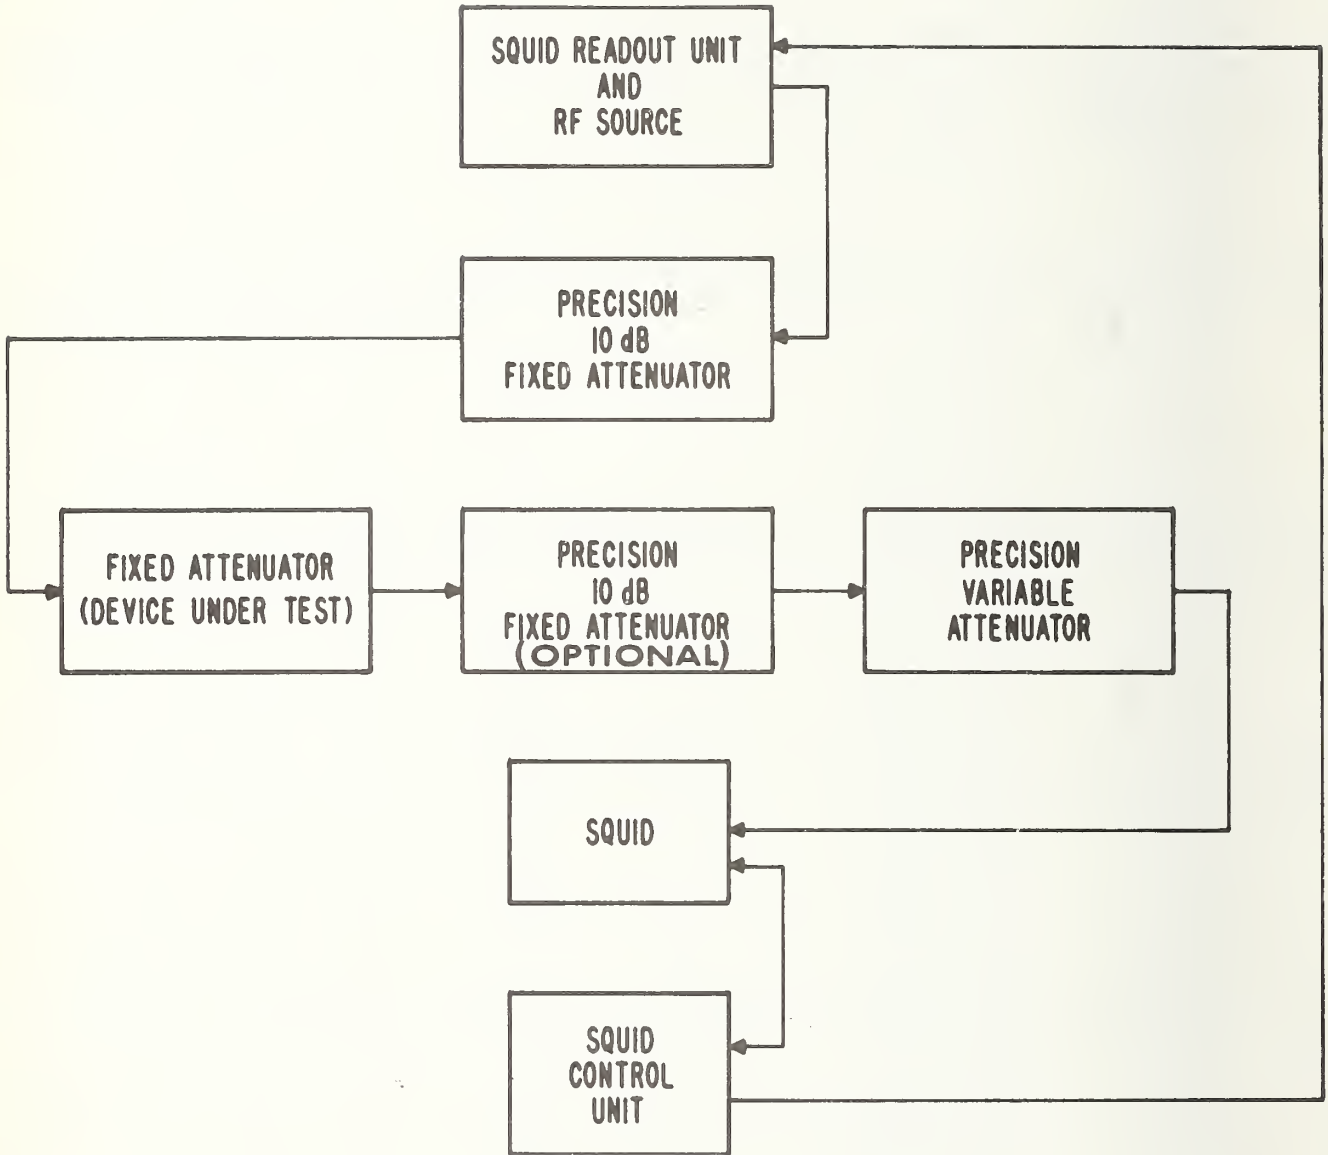 SQUID READOUT UNIT
AND
RF SOURCE
PRECISION
10 dB
FIXED ATTENUATOR
FIXED ATTENUATOR
(DEVICE UNDER TEST)
PRECISION
10 dB
FIXED ATTENUATOR
(OPTIONAL)
PRECISION
VARIABLE
ATTENUATOR
SQUID
SQUID
CONTROL
UNIT